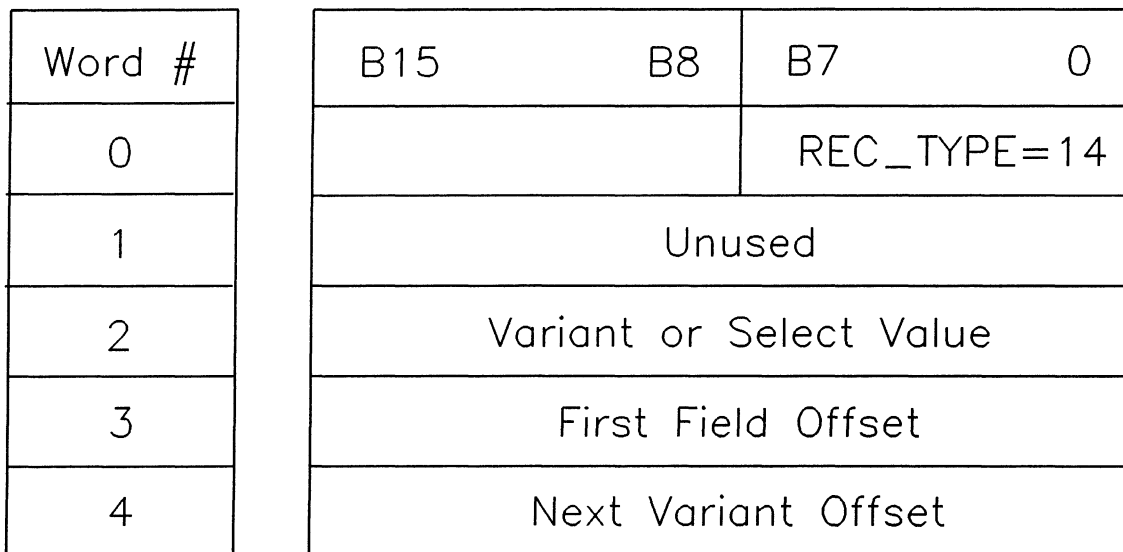 Word # B15 B8 B7 0
0 REC_TYPE=14
1 Unused
2 Variant or Select Value
3 First Field Offset
4 Next Variant Offset